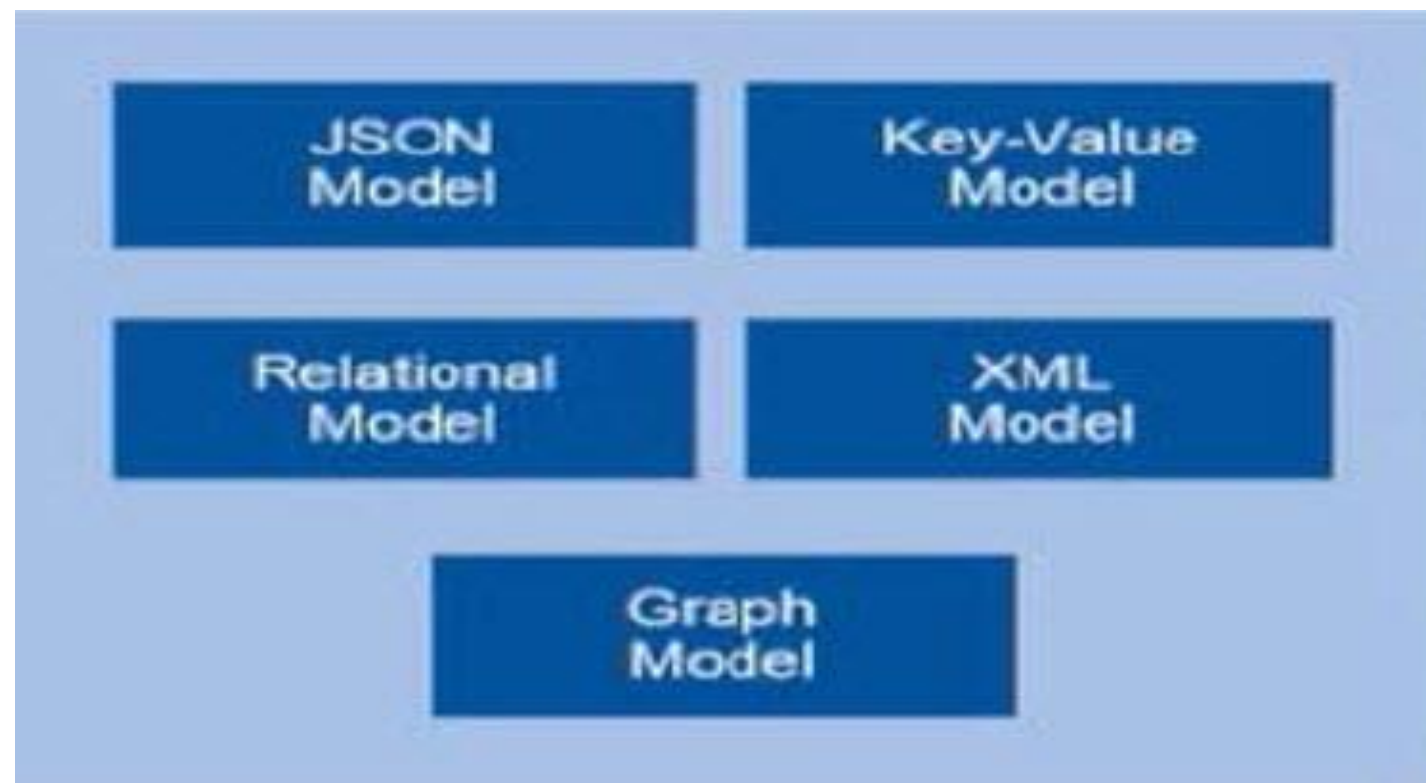 JSON
Model
Key-Value
Model
Relational
Model
XML
Model
Graph
Model